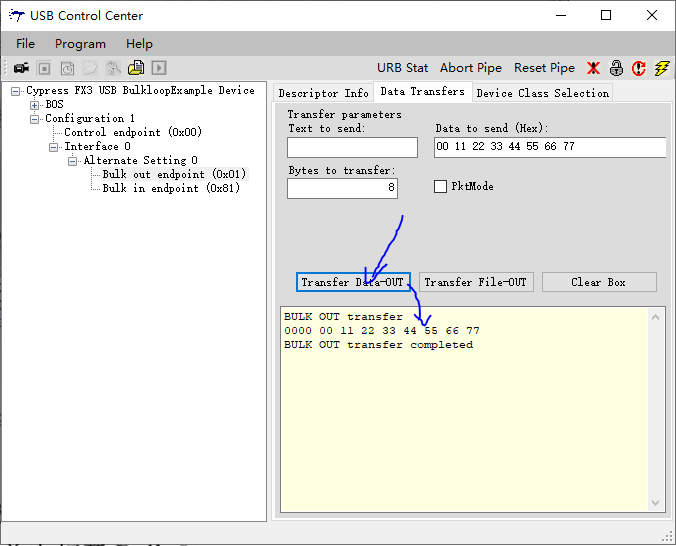 USB Control Center
File Program Help
URB Stat Abort Pipe Reset Pipe
Cypress FX3 USB BulkloopExample Device
BOS
Configuration 1
Control endpoint (0x00)
Interface 0
Alternate Setting 0
Bulk out endpoint (0x01)
Bulk in endpoint (0x81)
Descriptor Info Data Transfers Device Class Selection
Transfer parameters
Text to send: Data to send (Hex):
00 11 22 33 44 55 66 77
Bytes to transfer:
8 PktMode
Transfer Data-OUT Transfer File-OUT Clear Box
BULK OUT transfer
0000 00 11 22 33 44 55 66 77
BULK OUT transfer completed